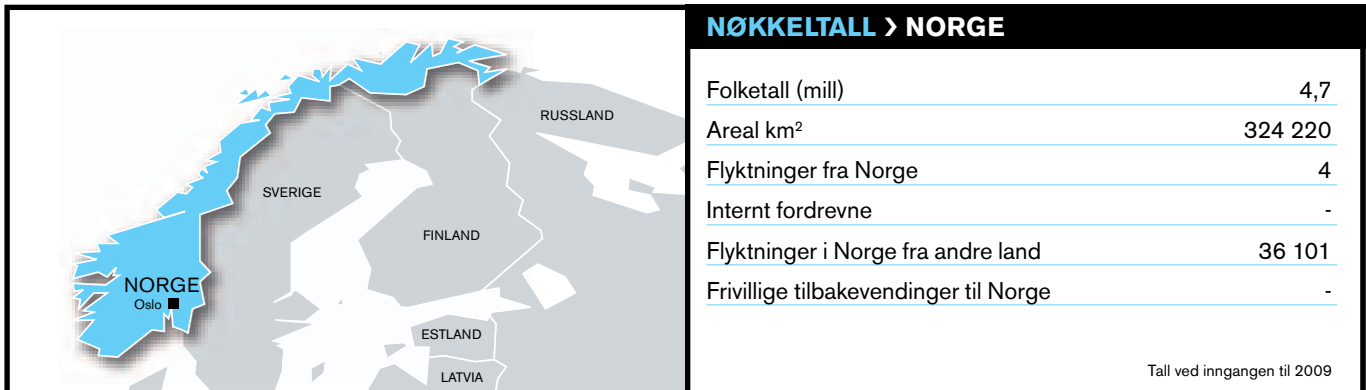 RUSSLAND
SVERIGE
FINLAND
NORGE
Oslo
ESTLAND
LATVIA
NØKKELTALL › NORGE
Folketall (mill) 4,7
Areal km² 324 220
Flyktninger fra Norge 4
Internt fordrevne -
Flyktninger i Norge fra andre land 36 101
Frivillige tilbakevendinger til Norge -
Tall ved inngangen til 2009